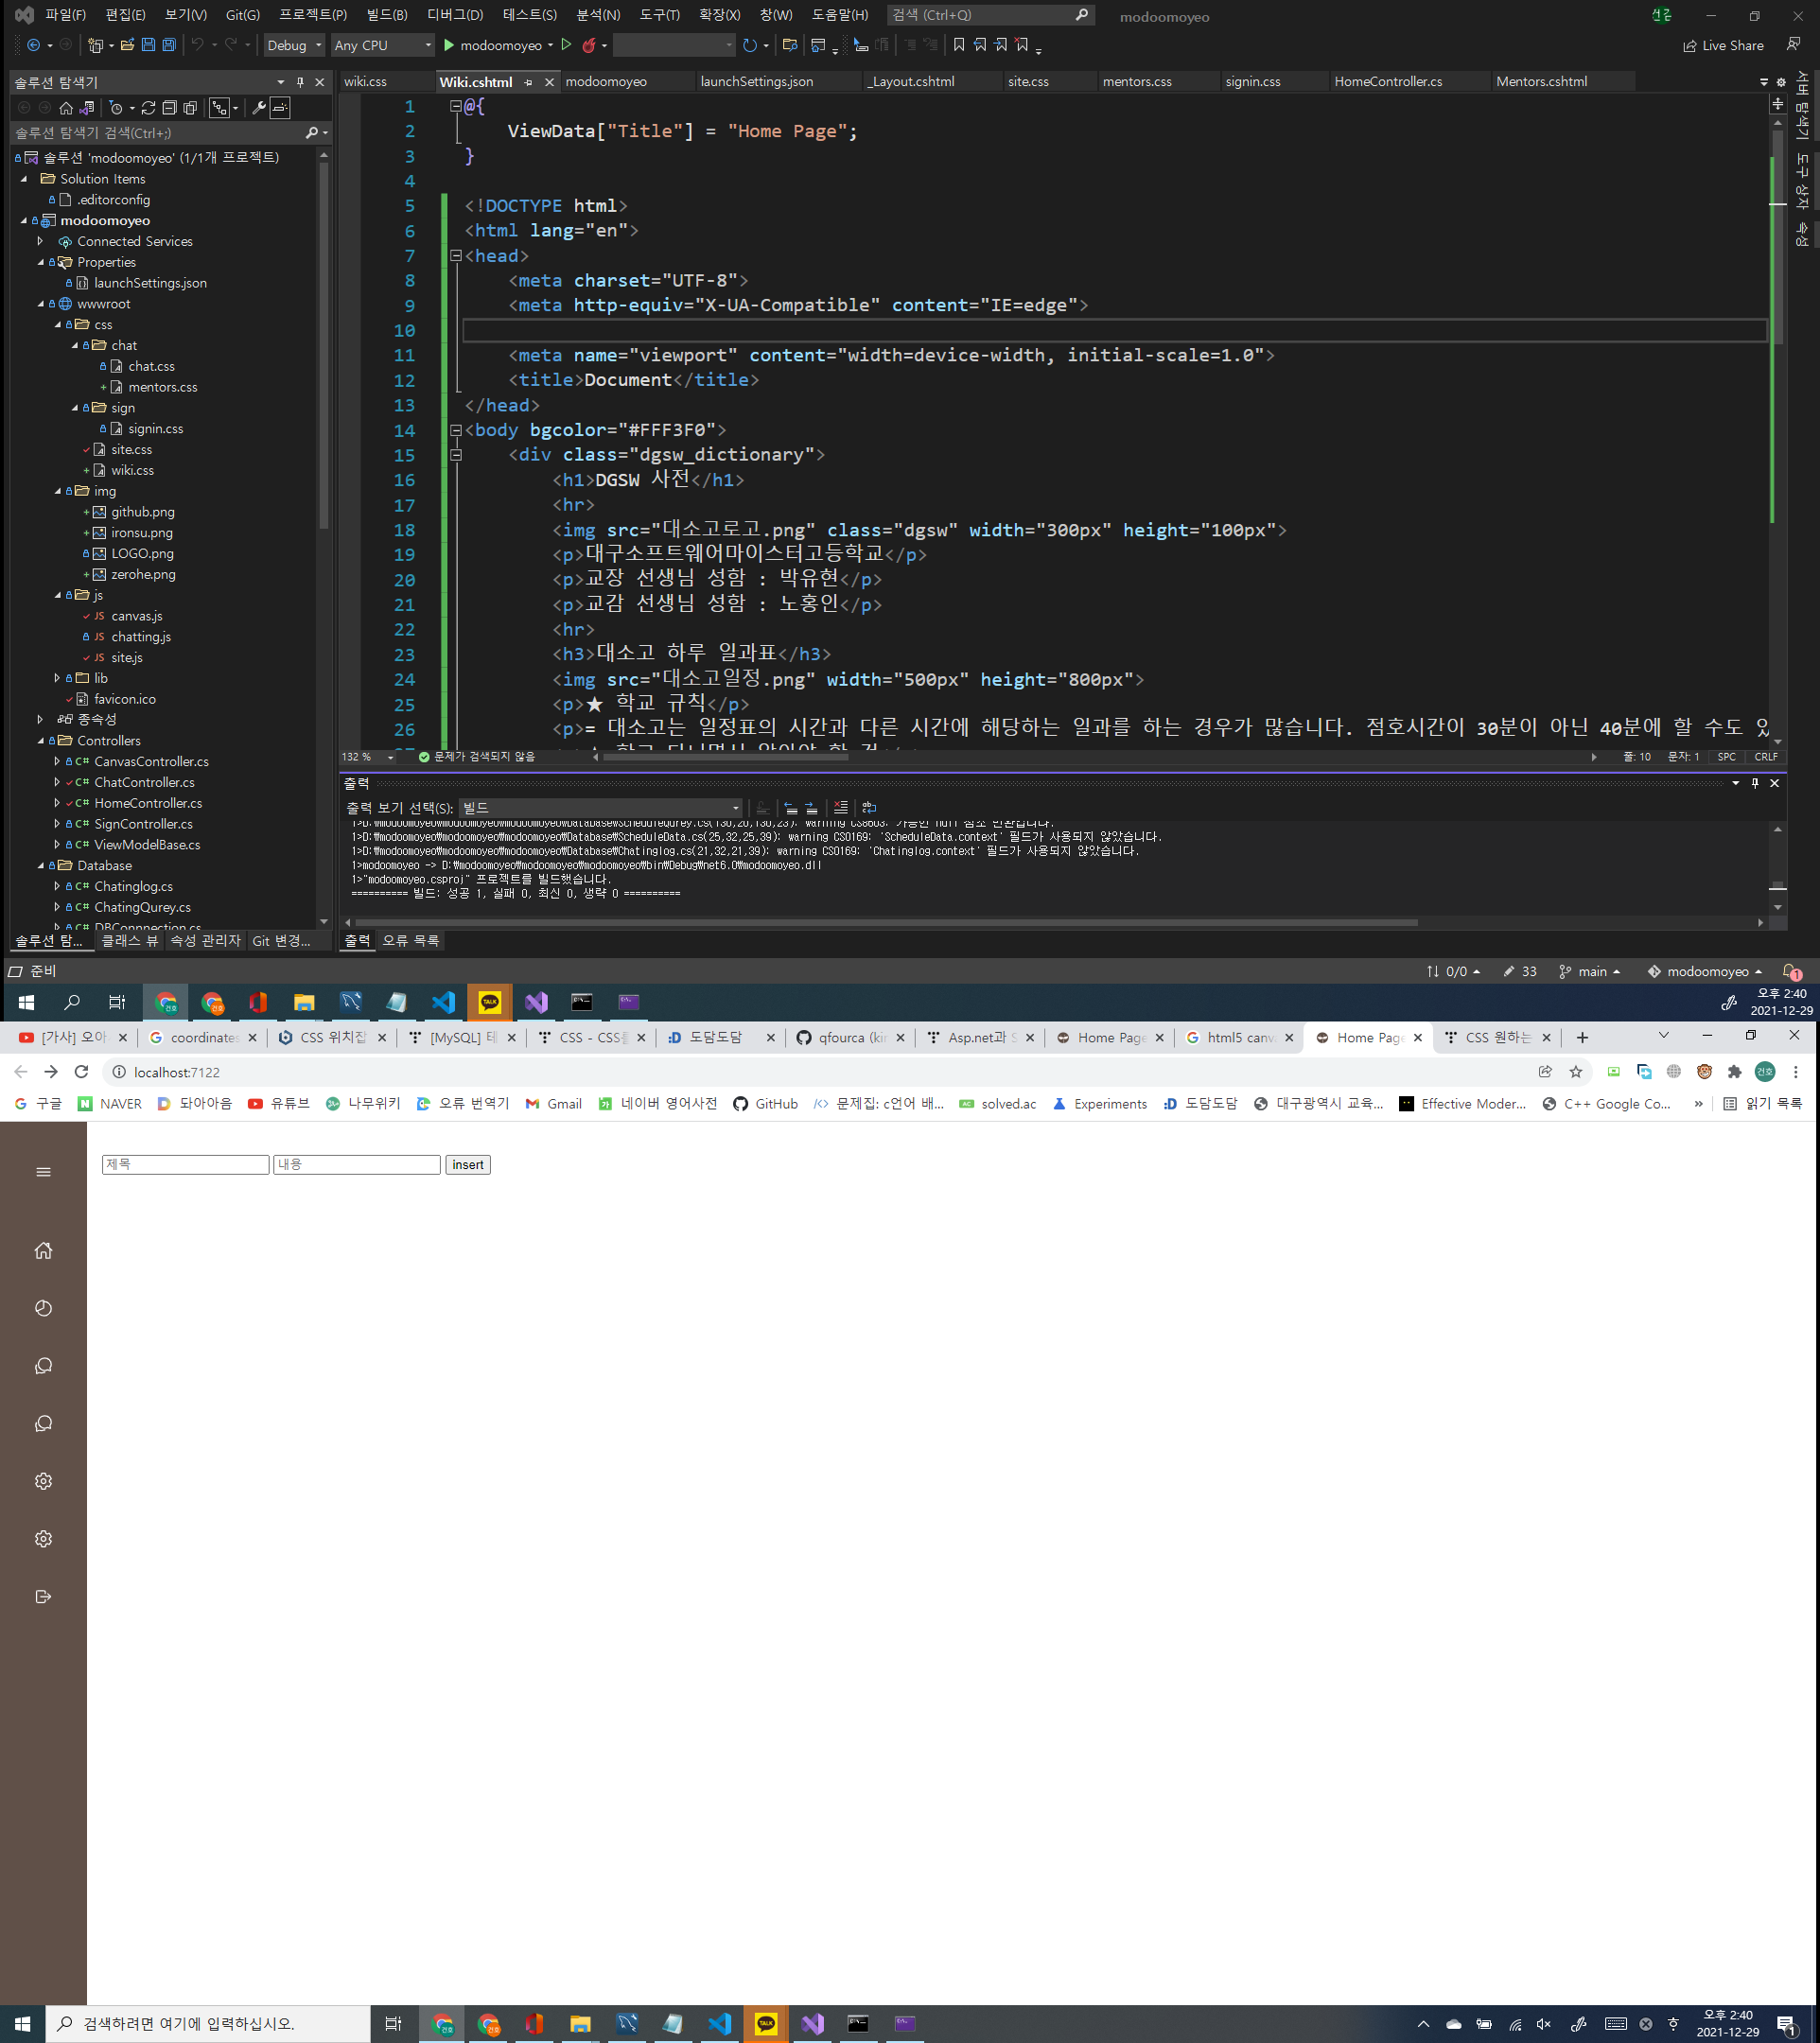 파일(F) 편집(E) 보기(V) Git(G) 프로젝트(P) 빌드(B) 디버그(D) 테스트(S) 분석(N) 도구(T) 확장(X) 창(W) 도움말(H) 검색 (Ctrl+Q) modoomoyeo
Debug Any CPU modoomoyeo Live Share
솔루션 탐색기
솔루션 탐색기 검색(Ctrl+;)
솔루션 'modoomoyeo' (1/1개 프로젝트)
Solution Items
.editorconfig
modoomoyeo
Connected Services
Properties
launchSettings.json
wwwroot
css
chat
chat.css
mentors.css
sign
signin.css
site.css
wiki.css
img
github.png
ironsu.png
LOGO.png
zerohe.png
js
JS canvas.js
JS chatting.js
JS site.js
lib
favicon.ico
종속성
Controllers
C# CanvasController.cs
C# ChatController.cs
C# HomeController.cs
C# SignController.cs
C# ViewModelBase.cs
Database
C# Chatinglog.cs
C# ChatingQurey.cs
C# DBConnnection.cs
솔루션 탐... 클래스 뷰 속성 관리자 Git 변경...
wiki.css Wiki.cshtml modoomoyeo launchSettings.json _Layout.cshtml site.css mentors.css signin.css HomeController.cs Mentors.cshtml
서버 탐색기 도구 상자 속성
1 @{
2 ViewData["Title"] = "Home Page";
3 }
4
5 <!DOCTYPE html>
6 <html lang="en">
7 <head>
8 <meta charset="UTF-8">
9 <meta http-equiv="X-UA-Compatible" content="IE=edge">
10
11 <meta name="viewport" content="width=device-width, initial-scale=1.0">
12 <title>Document</title>
13 </head>
14 <body bgcolor="#FFF3F0">
15 <div class="dgsw_dictionary">
16 <h1>DGSW 사전</h1>
17 <hr>
18 <img src="대소고로고.png" class="dgsw" width="300px" height="100px">
19 <p>대구소프트웨어마이스터고등학교</p>
20 <p>교장 선생님 성함 : 박유현</p>
21 <p>교감 선생님 성함 : 노홍인</p>
22 <hr>
23 <h3>대소고 하루 일과표</h3>
24 <img src="대소고일정.png" width="500px" height="800px">
25 <p>★ 학교 규칙</p>
26 <p>= 대소고는 일정표의 시간과 다른 시간에 해당하는 일과를 하는 경우가 많습니다. 점호시간이 30분이 아닌 40분에 할 수도 있
132 % 문제가 검색되지 않음 줄: 10 문자: 1 SPC CRLF
출력
출력 보기 선택(S): 빌드
1>D:₩modoomoyeo₩modoomoyeo₩modoomoyeo₩Database₩ScheduleData.cs(25,32,25,39): warning CS0169: 'ScheduleData.context' 필드가 사용되지 않았습니다.
1>D:₩modoomoyeo₩modoomoyeo₩modoomoyeo₩Database₩Chatinglog.cs(21,32,21,39): warning CS0169: 'Chatinglog.context' 필드가 사용되지 않았습니다.
1>modoomoyeo -> D:₩modoomoyeo₩modoomoyeo₩modoomoyeo₩bin₩Debug₩net6.0₩modoomoyeo.dll
1>"modoomoyeo.csproj" 프로젝트를 빌드했습니다.
========== 빌드: 성공 1, 실패 0, 최신 0, 생략 0 ==========
출력 오류 목록
준비 0/0 33 main modoomoyeo 1
오후 2:40
2021-12-29
[가사] 오아 coordinates CSS 위치잡 [MySQL] 테 CSS - CSS를 도담도담 qfourca (kir Asp.net과 S Home Page html5 canv Home Page CSS 원하는
localhost:7122 건호
구글 NAVER 돠아아음 유튜브 나무위키 오류 번역기 Gmail 네이버 영어사전 GitHub 문제집: c언어 배... solved.ac Experiments 도담도담 대구광역시 교육... Effective Moder... C++ Google Co... » 읽기 목록
제목 내용 insert
검색하려면 여기에 입력하십시오.
오후 2:40
2021-12-29
1